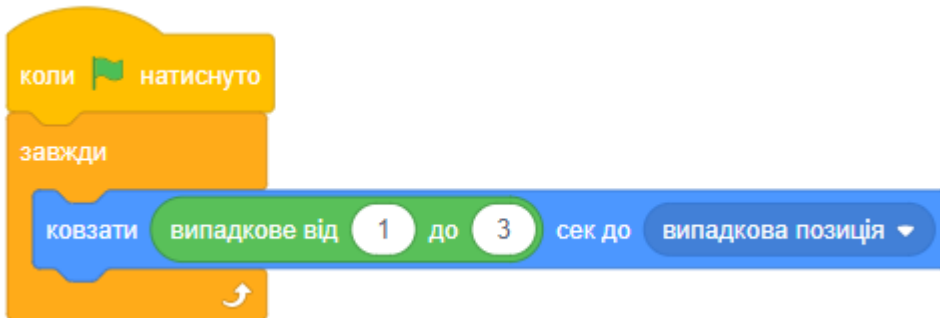 коли натиснуто
завжди
ковзати випадкове від 1 до 3 сек до випадкова позиція